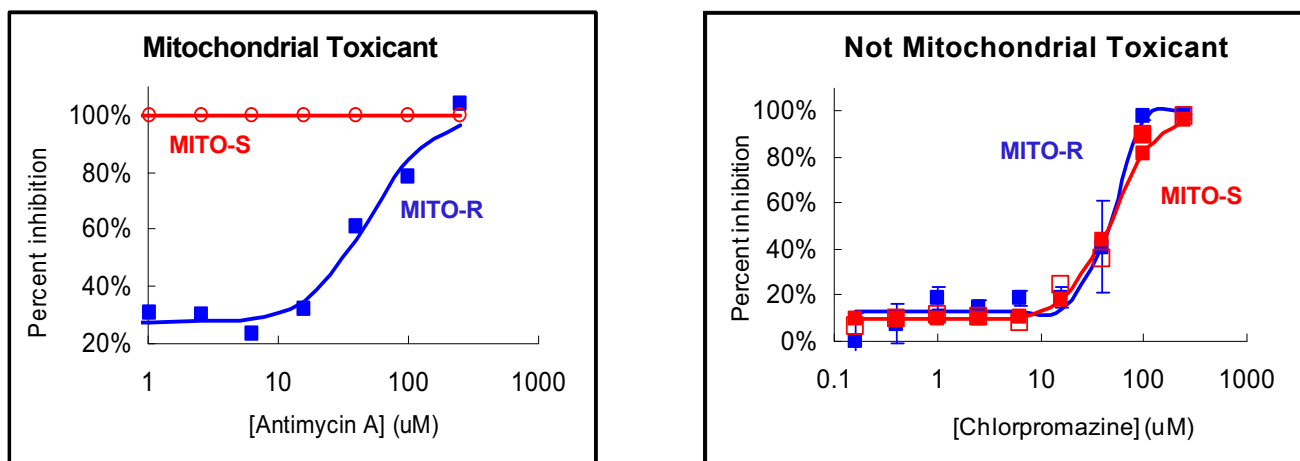 Mitochondrial Toxicant
100%
80%
60%
40%
20%
MITO-S
MITO-R
Percent inhibition
1
10
100
1000
[Antimycin A] (uM)
Not Mitochondrial Toxicant
100%
80%
60%
40%
20%
0%
MITO-R
MITO-S
Percent inhibition
0.1
1
10
100
1000
[Chlorpromazine] (uM)